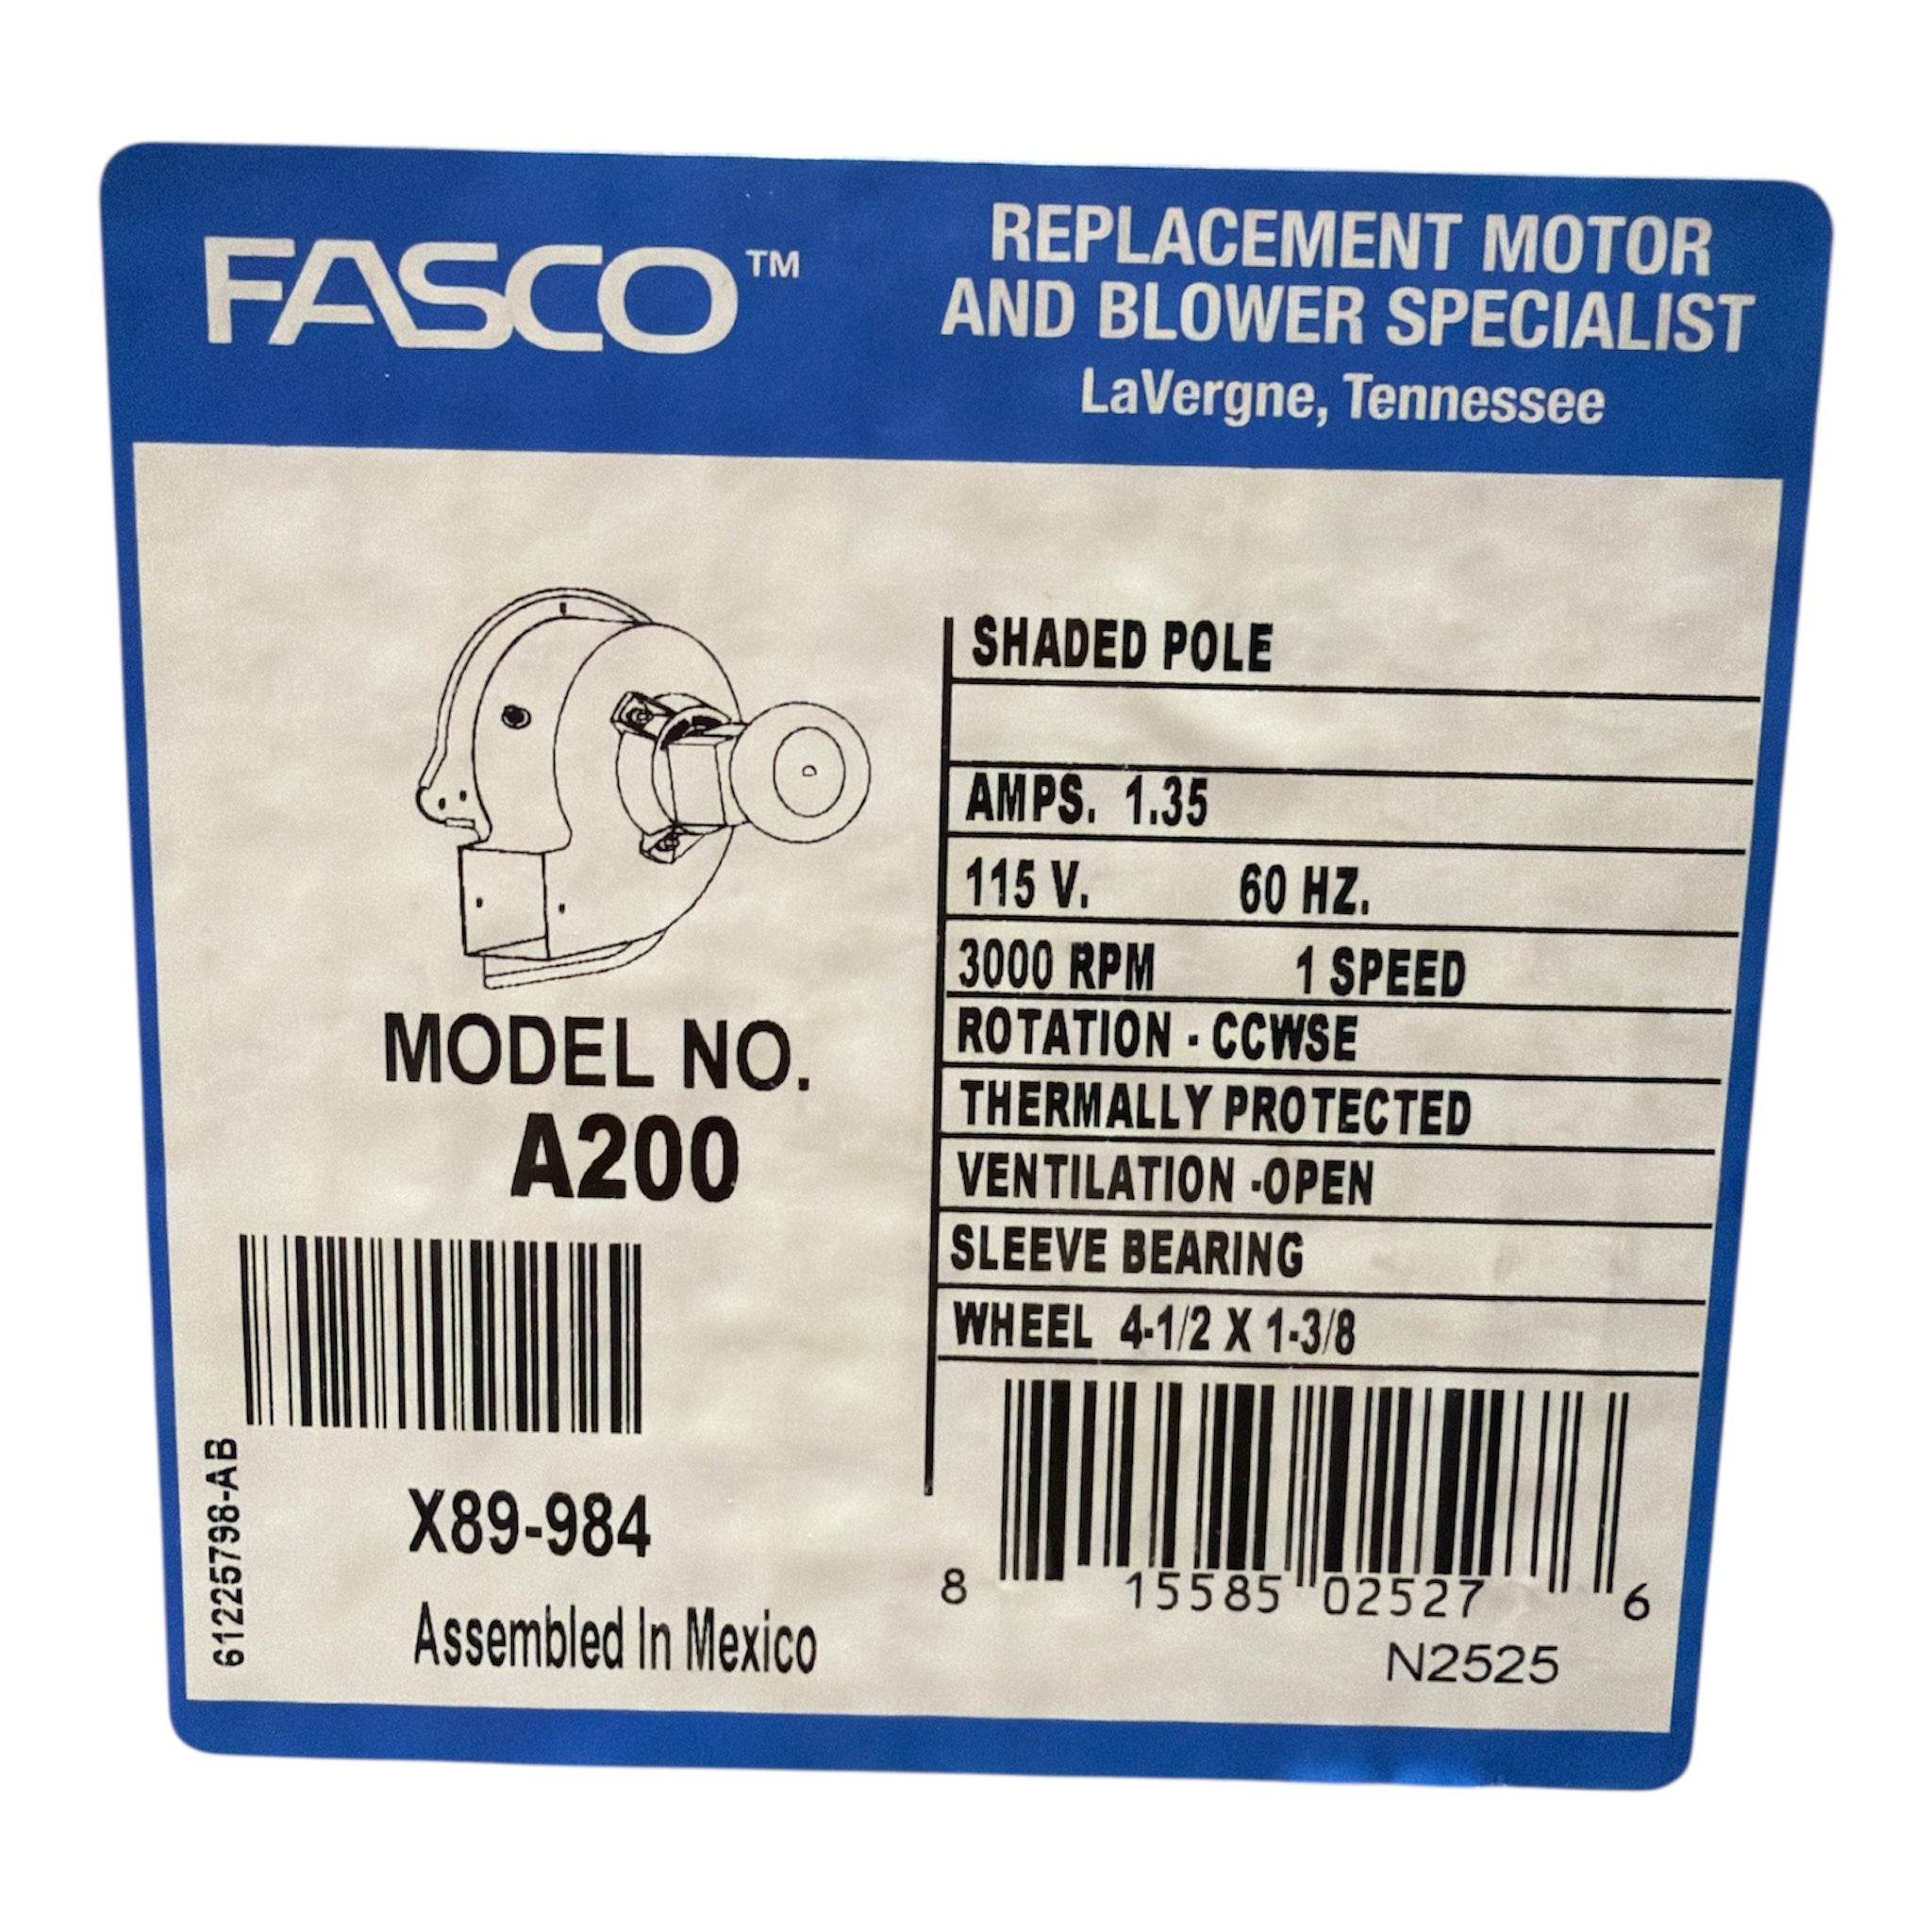 FASCO™
REPLACEMENT MOTOR
AND BLOWER SPECIALIST
LaVergne, Tennessee
MODEL NO.
A200
X89-984
61225798-AB
Assembled In Mexico
SHADED POLE
AMPS. 1.35
115 V. 60 HZ.
3000 RPM 1 SPEED
ROTATION - CCWSE
THERMALLY PROTECTED
VENTILATION -OPEN
SLEEVE BEARING
WHEEL 4-1/2 X 1-3/8
8 15585 02527 6
N2525